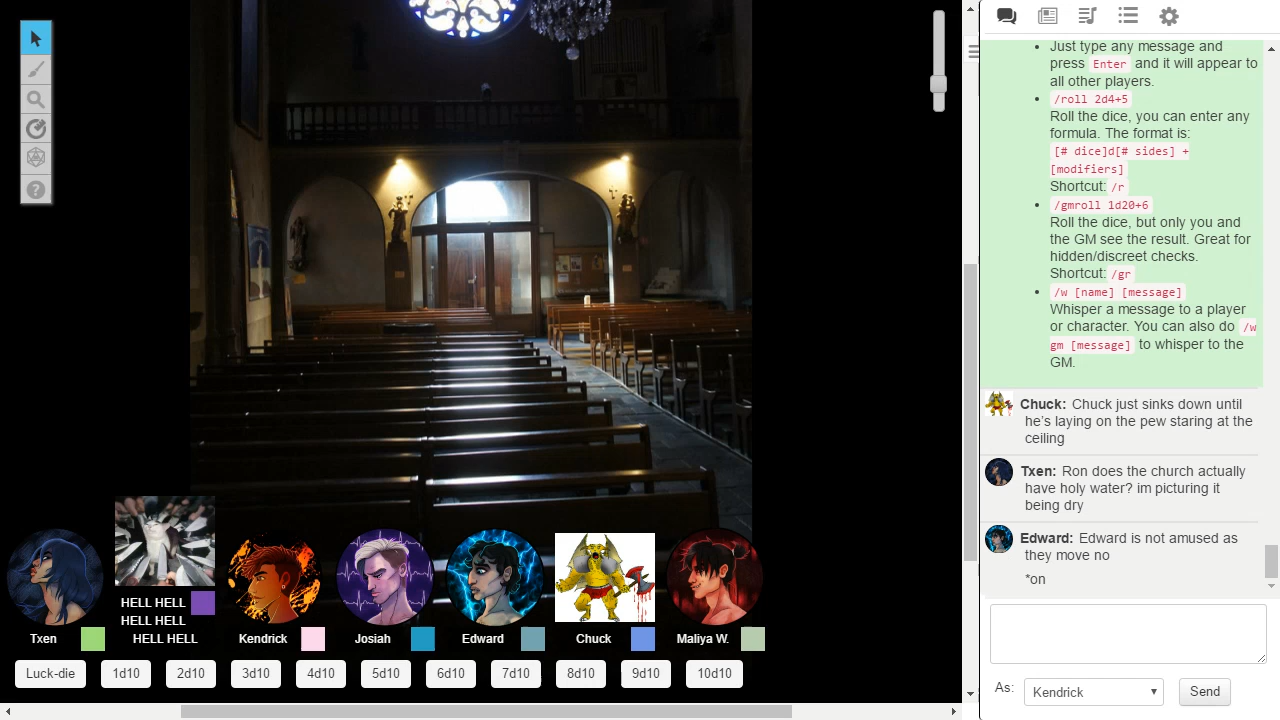 Just type any message and
press Enter and it will appear to
all other players.
/roll 2d4+5
Roll the dice, you can enter any
formula. The format is:
[# dice]d[# sides] +
[modifiers]
Shortcut: /r
/gmroll 1d20+6
Roll the dice, but only you and
the GM see the result. Great for
hidden/discreet checks.
Shortcut: /gr
/w [name] [message]
Whisper a message to a player
or character. You can also do /w
gm [message] to whisper to the
GM.
Chuck: Chuck just sinks down until
he's laying on the pew staring at the
ceiling
Txen: Ron does the church actually
have holy water? im picturing it
being dry
Edward: Edward is not amused as
they move no
*on
As: Kendrick Send
Txen
HELL HELL
HELL HELL
HELL HELL
Kendrick
Josiah
Edward
Chuck
Maliya W.
Luck-die 1d10 2d10 3d10 4d10 5d10 6d10 7d10 8d10 9d10 10d10